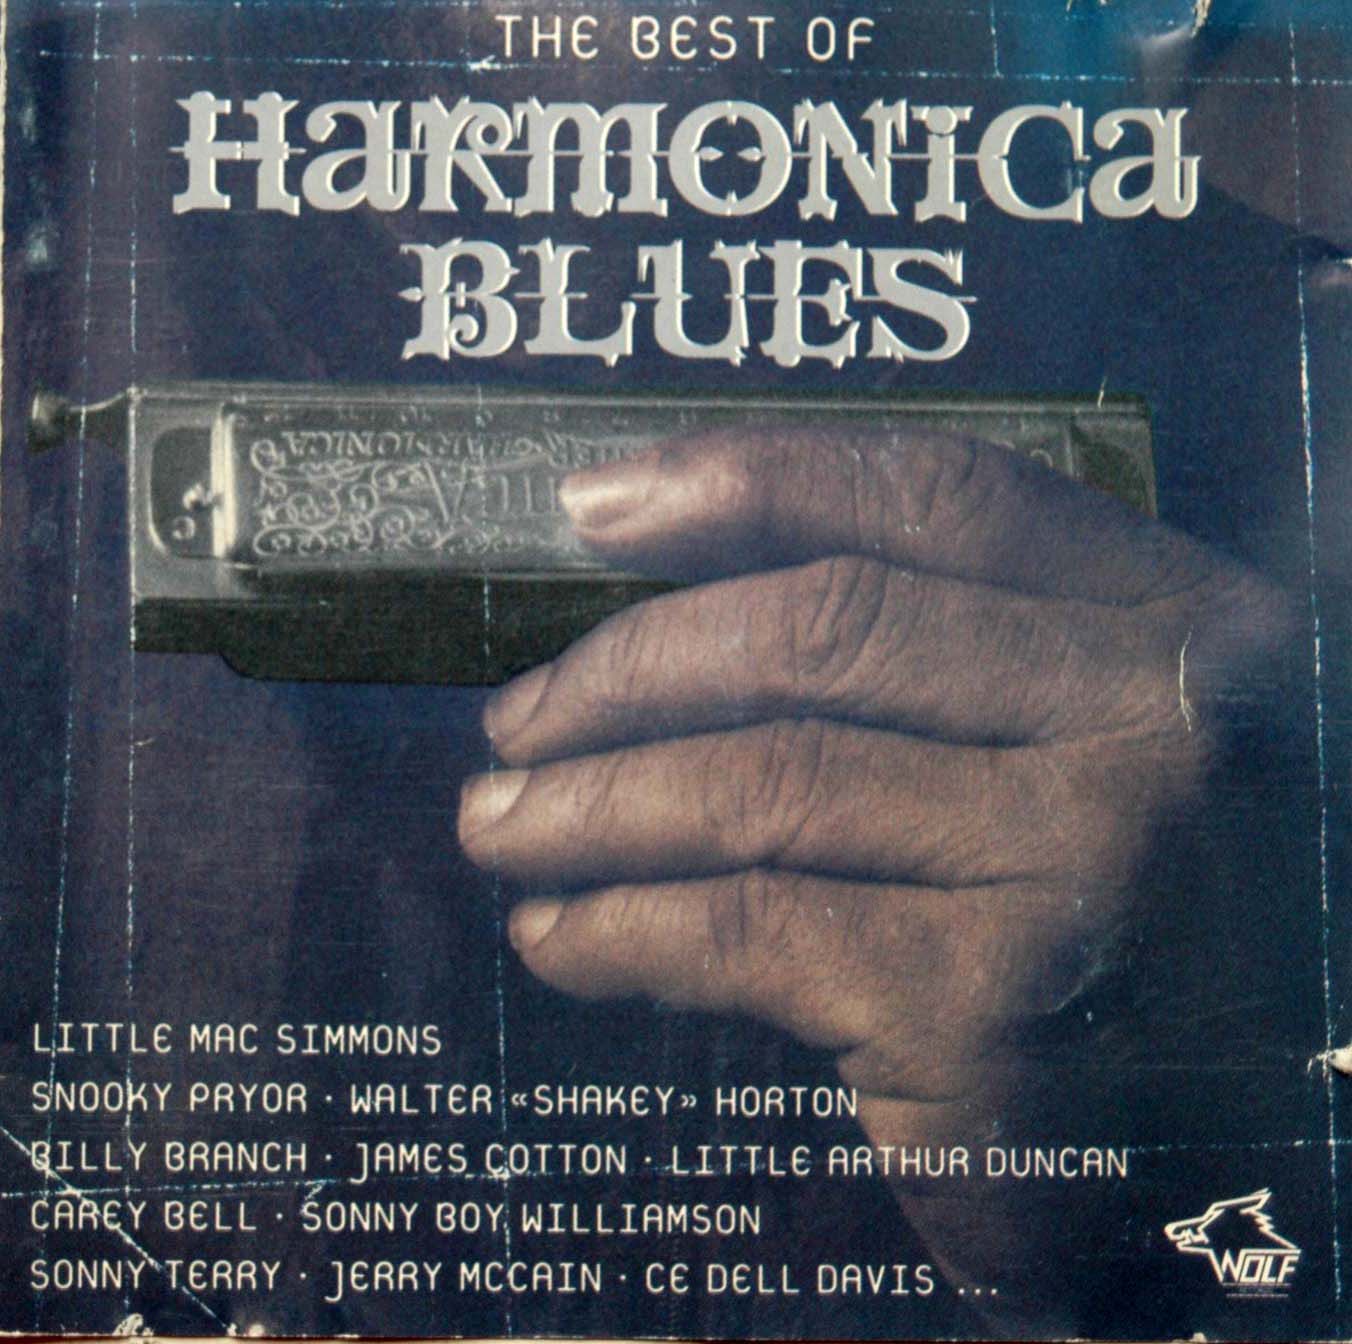 THE BEST OF
HARMONICA
BLUES
HARMONICA
LITTLE MAC SIMMONS
SNOOKY PRYOR · WALTER «SHAKEY» HORTON
BILLY BRANCH · JAMES COTTON · LITTLE ARTHUR DUNCAN
CAREY BELL · SONNY BOY WILLIAMSON
SONNY TERRY · JERRY MCCAIN · CE DELL DAVIS ...
WOLF